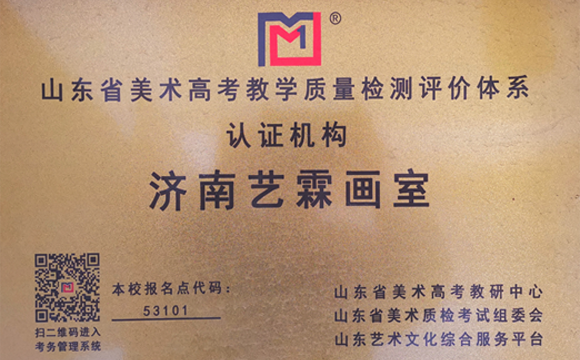 ®
山东省美术高考教学质量检测评价体系
认证机构
济南艺霖画室
本校报名点代码：
53101
扫二维码进入
考务管理系统
山东省美术高考教研中心
山东省美术质检考试组委会
山东艺术文化综合服务平台